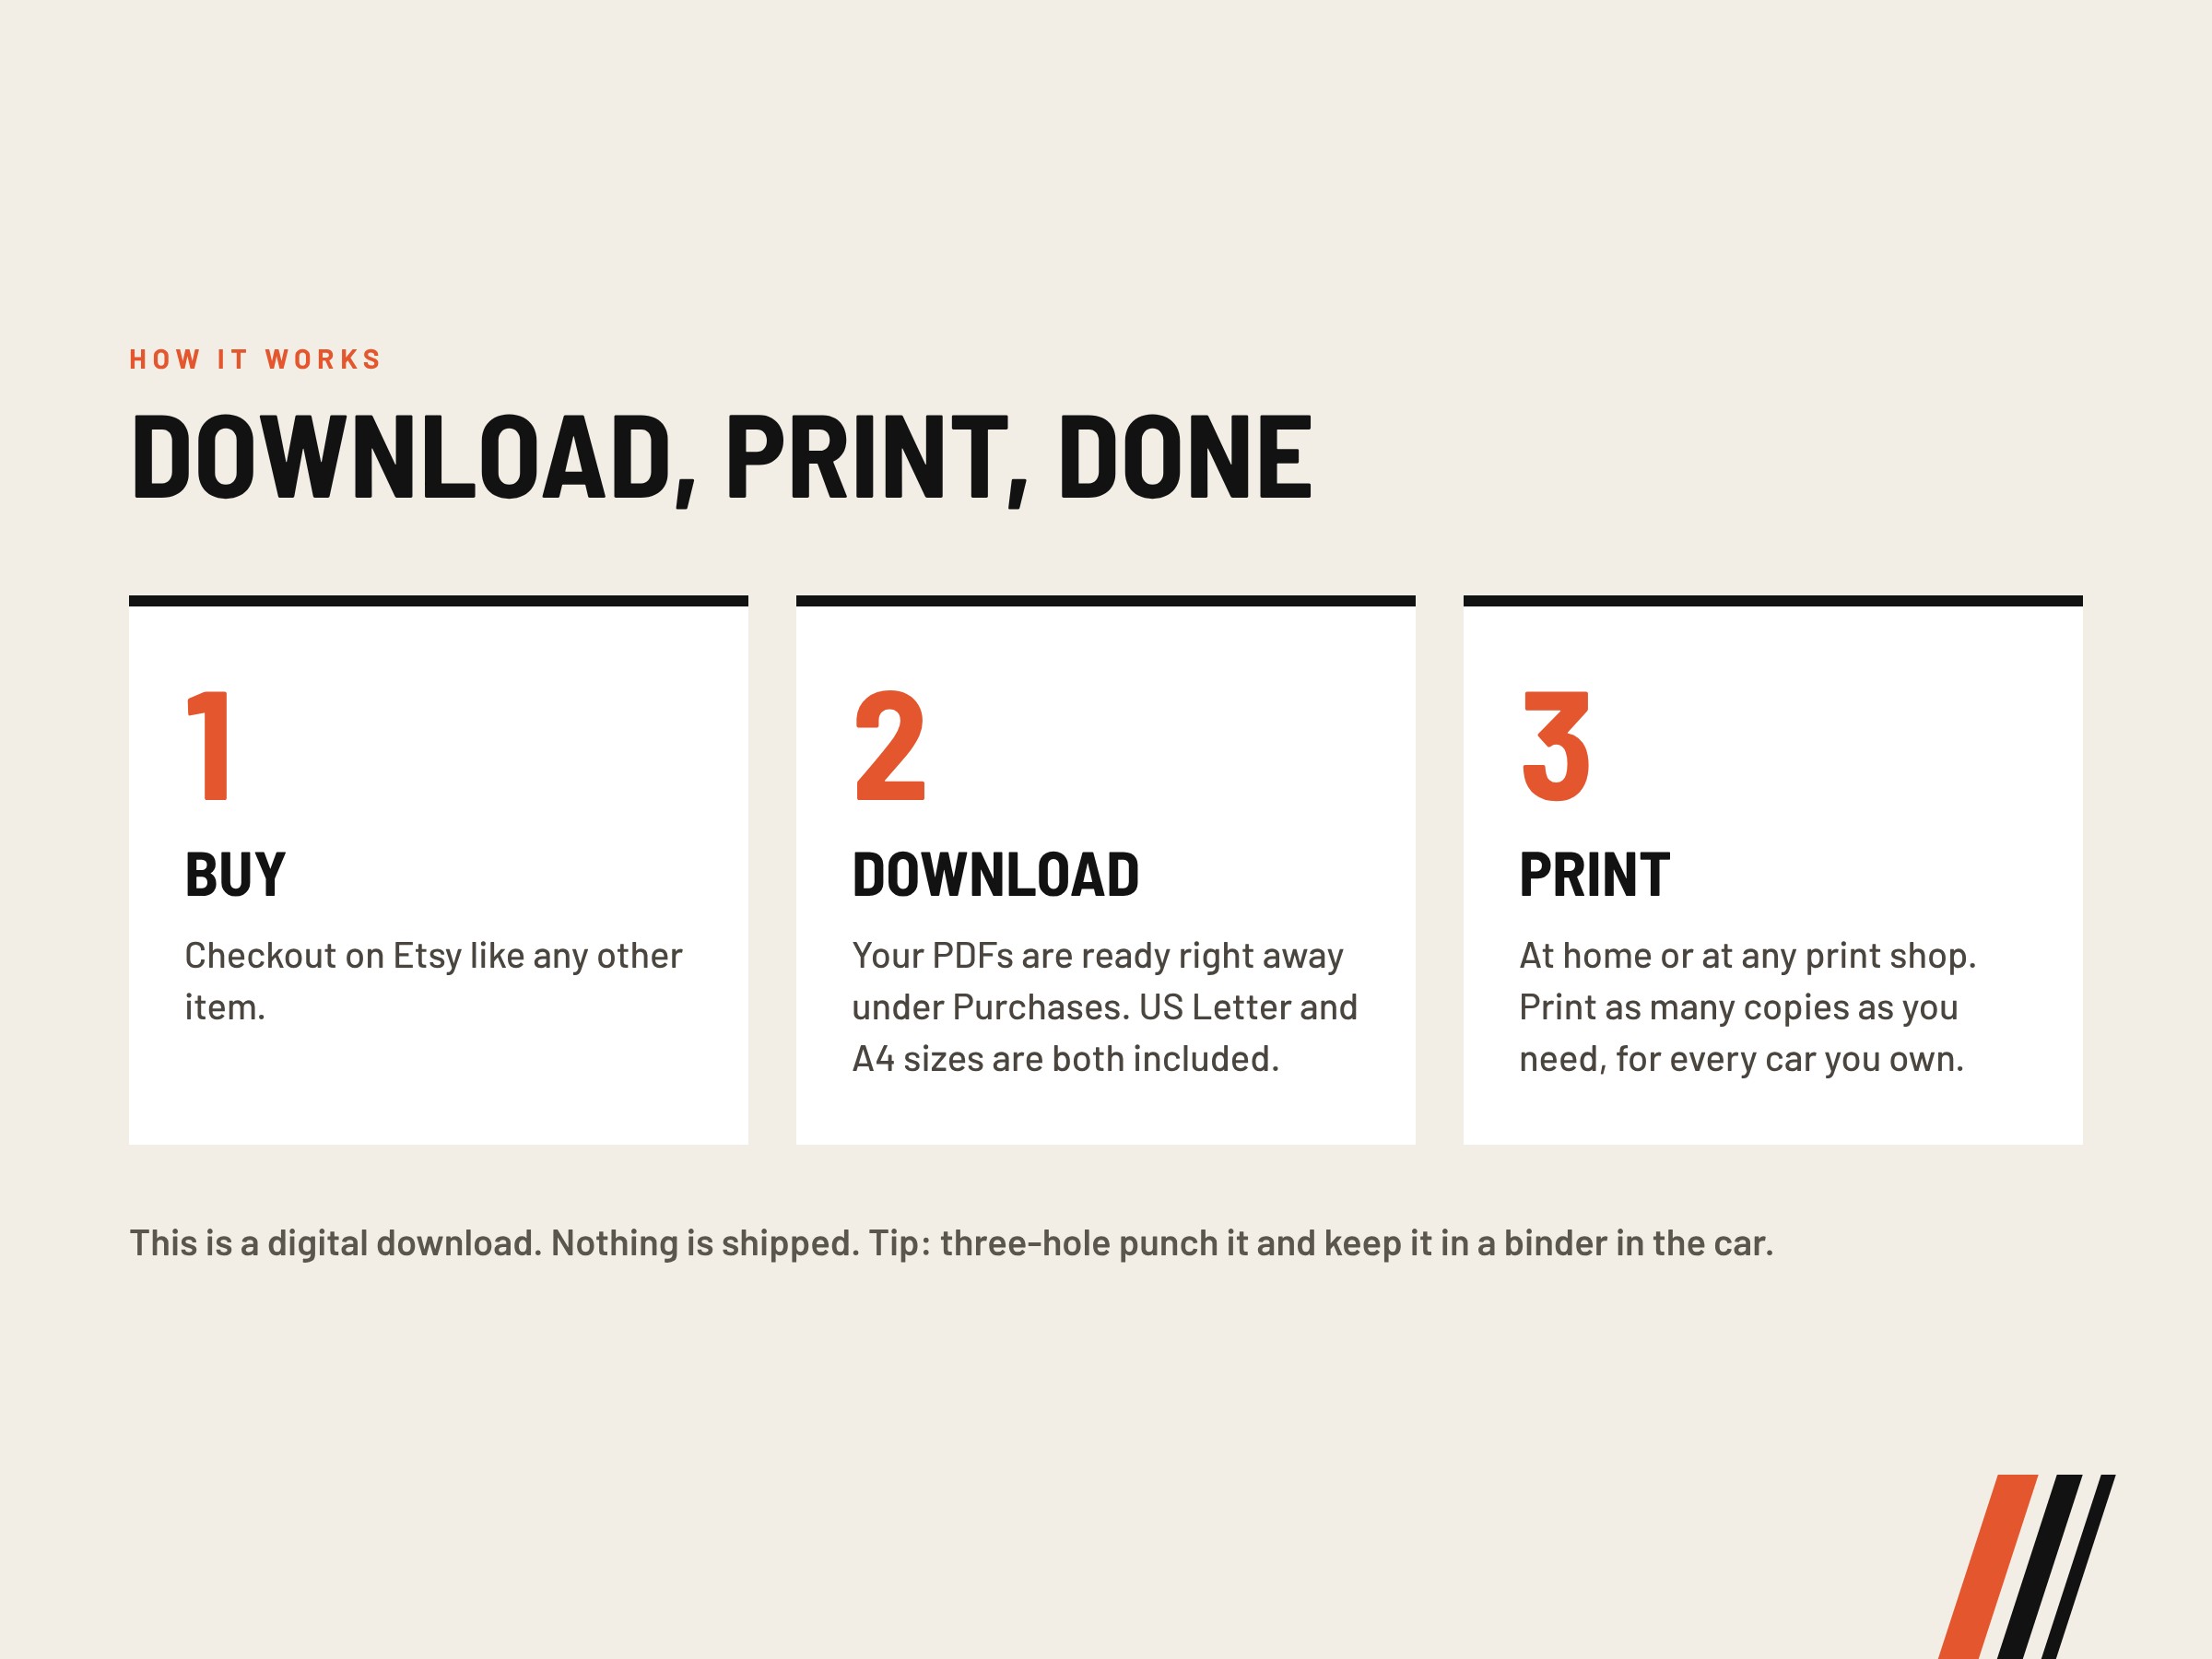 HOW IT WORKS
DOWNLOAD, PRINT, DONE
1
BUY
Checkout on Etsy like any other
item.
2
DOWNLOAD
Your PDFs are ready right away
under Purchases. US Letter and
A4 sizes are both included.
3
PRINT
At home or at any print shop.
Print as many copies as you
need, for every car you own.
This is a digital download. Nothing is shipped. Tip: three-hole punch it and keep it in a binder in the car.